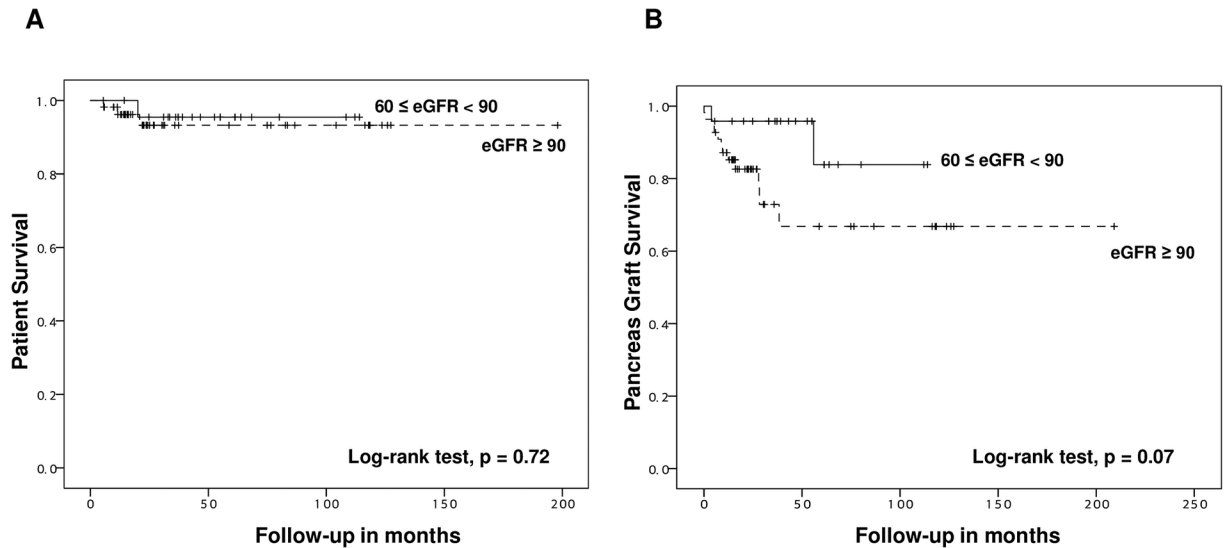 A
1.0
0.8
0.6
0.4
0.2
0.0
Patient Survival
60 ≤ eGFR < 90
eGFR ≥ 90
Log-rank test, p = 0.72
0 50 100 150 200
Follow-up in months
B
1.0
0.8
0.6
0.4
0.2
0.0
Pancreas Graft Survival
60 ≤ eGFR < 90
eGFR ≥ 90
Log-rank test, p = 0.07
0 50 100 150 200 250
Follow-up in months